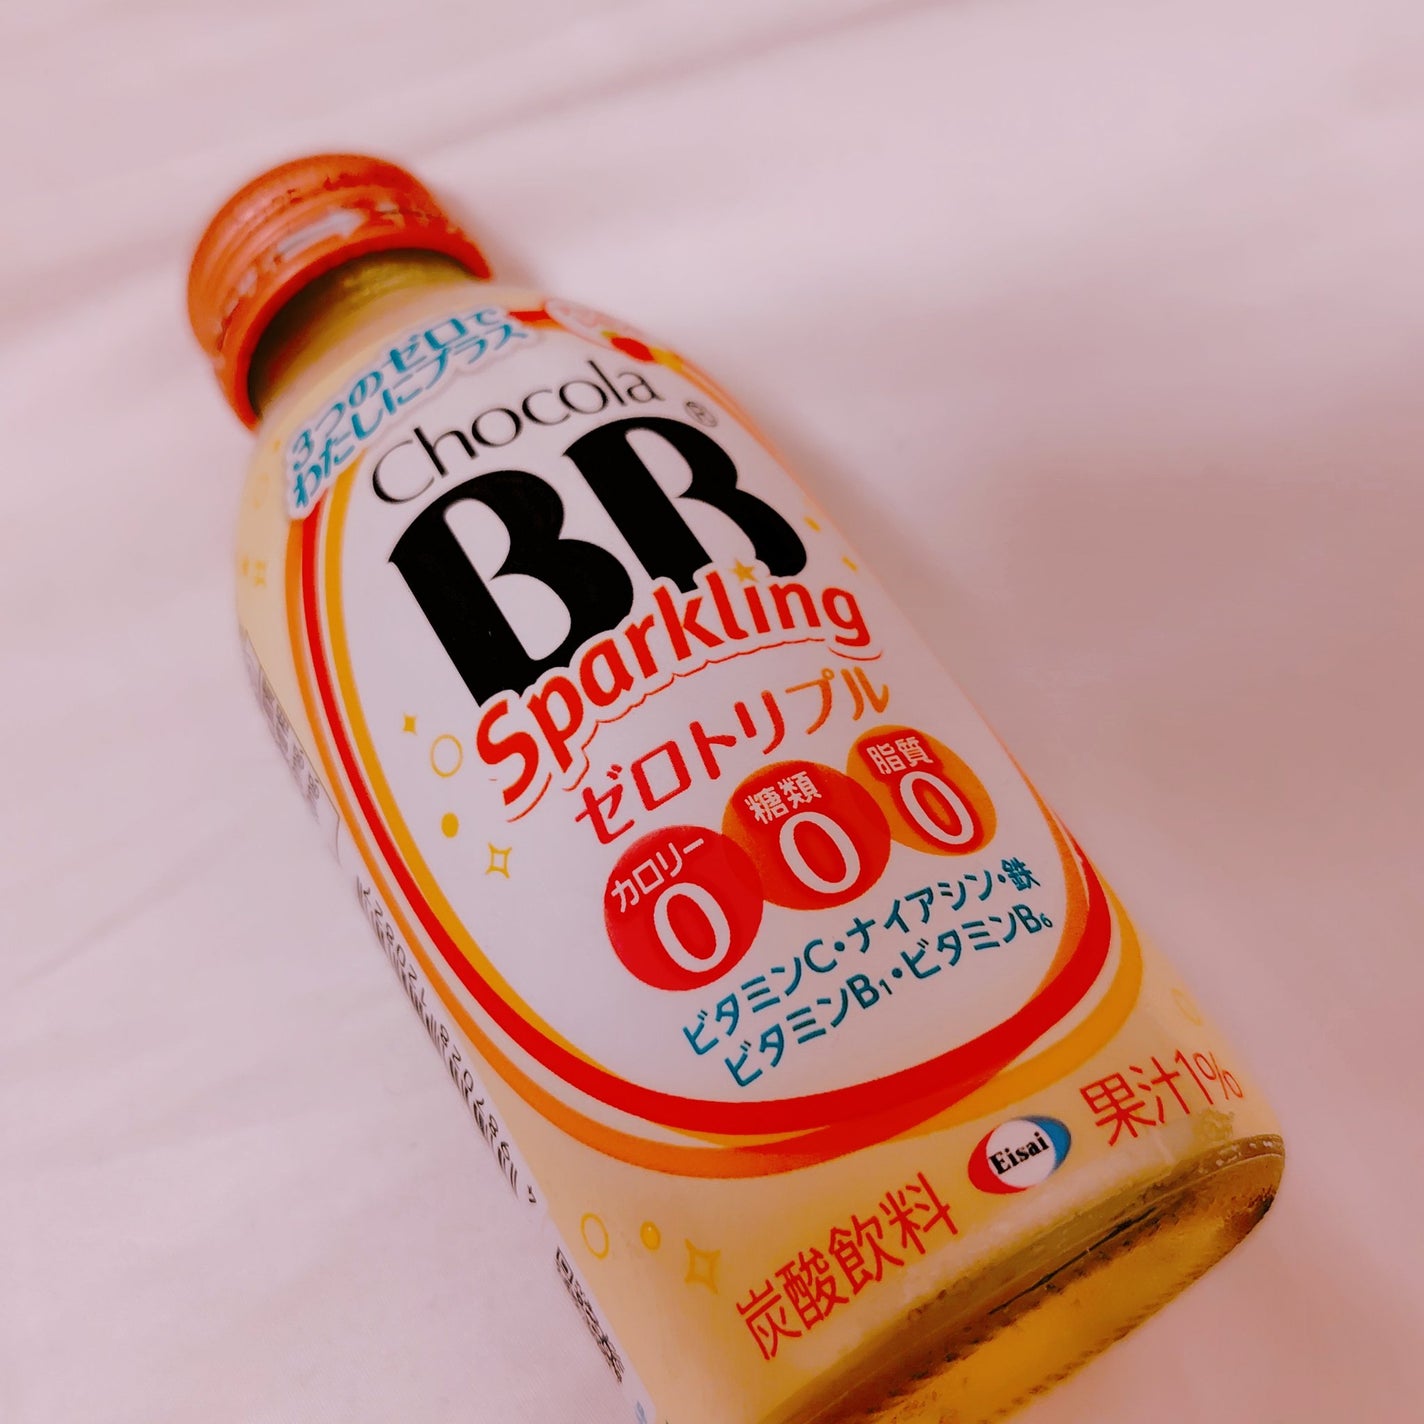 3つのゼロで
わたしにプラス
Chocola
BB®
Sparkling
ゼロトリプル
カロリー
0
糖類
0
脂質
0
ビタミンC・ナイアシン・鉄
ビタミンB₁・ビタミンB₆
炭酸飲料
Eisai
果汁1%